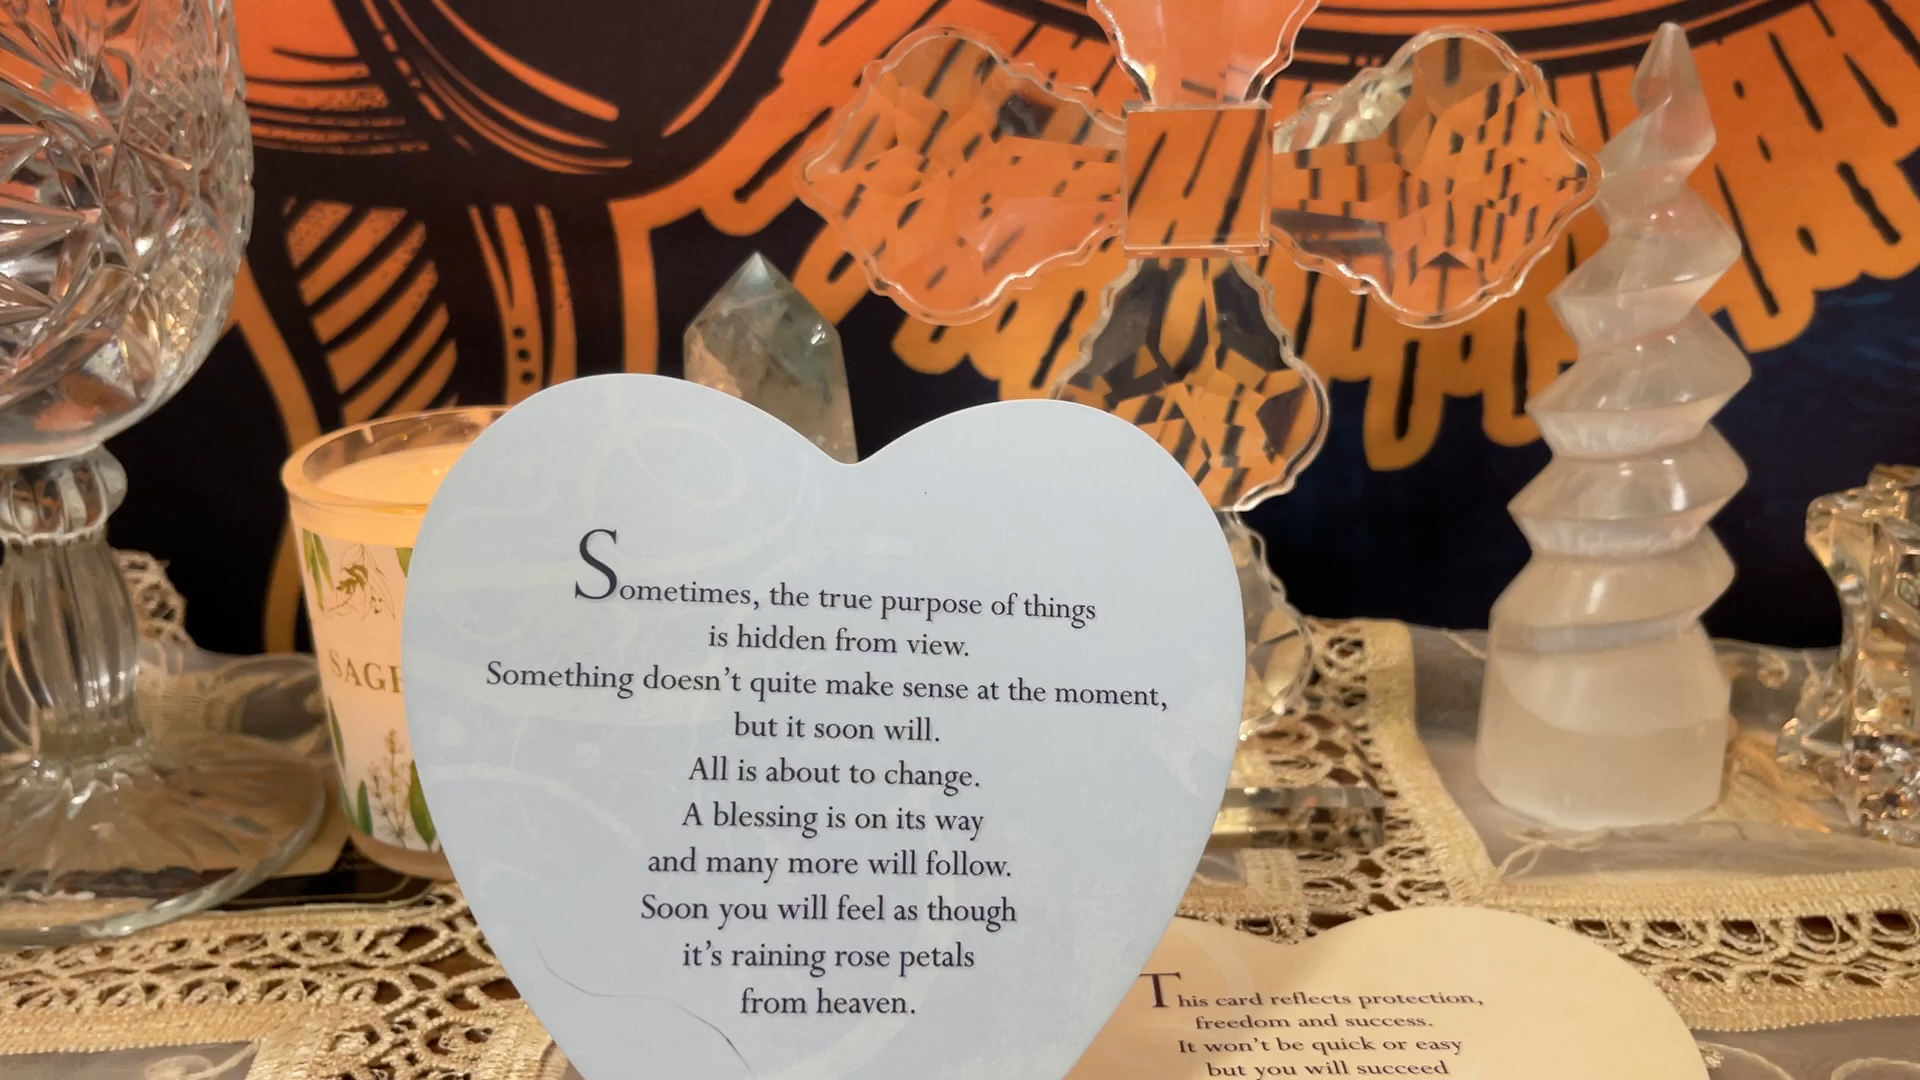 SAGE
Sometimes, the true purpose of things
is hidden from view.
Something doesn't quite make sense at the moment,
but it soon will.
All is about to change.
A blessing is on its way
and many more will follow.
Soon you will feel as though
it's raining rose petals
from heaven.
This card reflects protection,
freedom and success.
It won't be quick or easy
but you will succeed